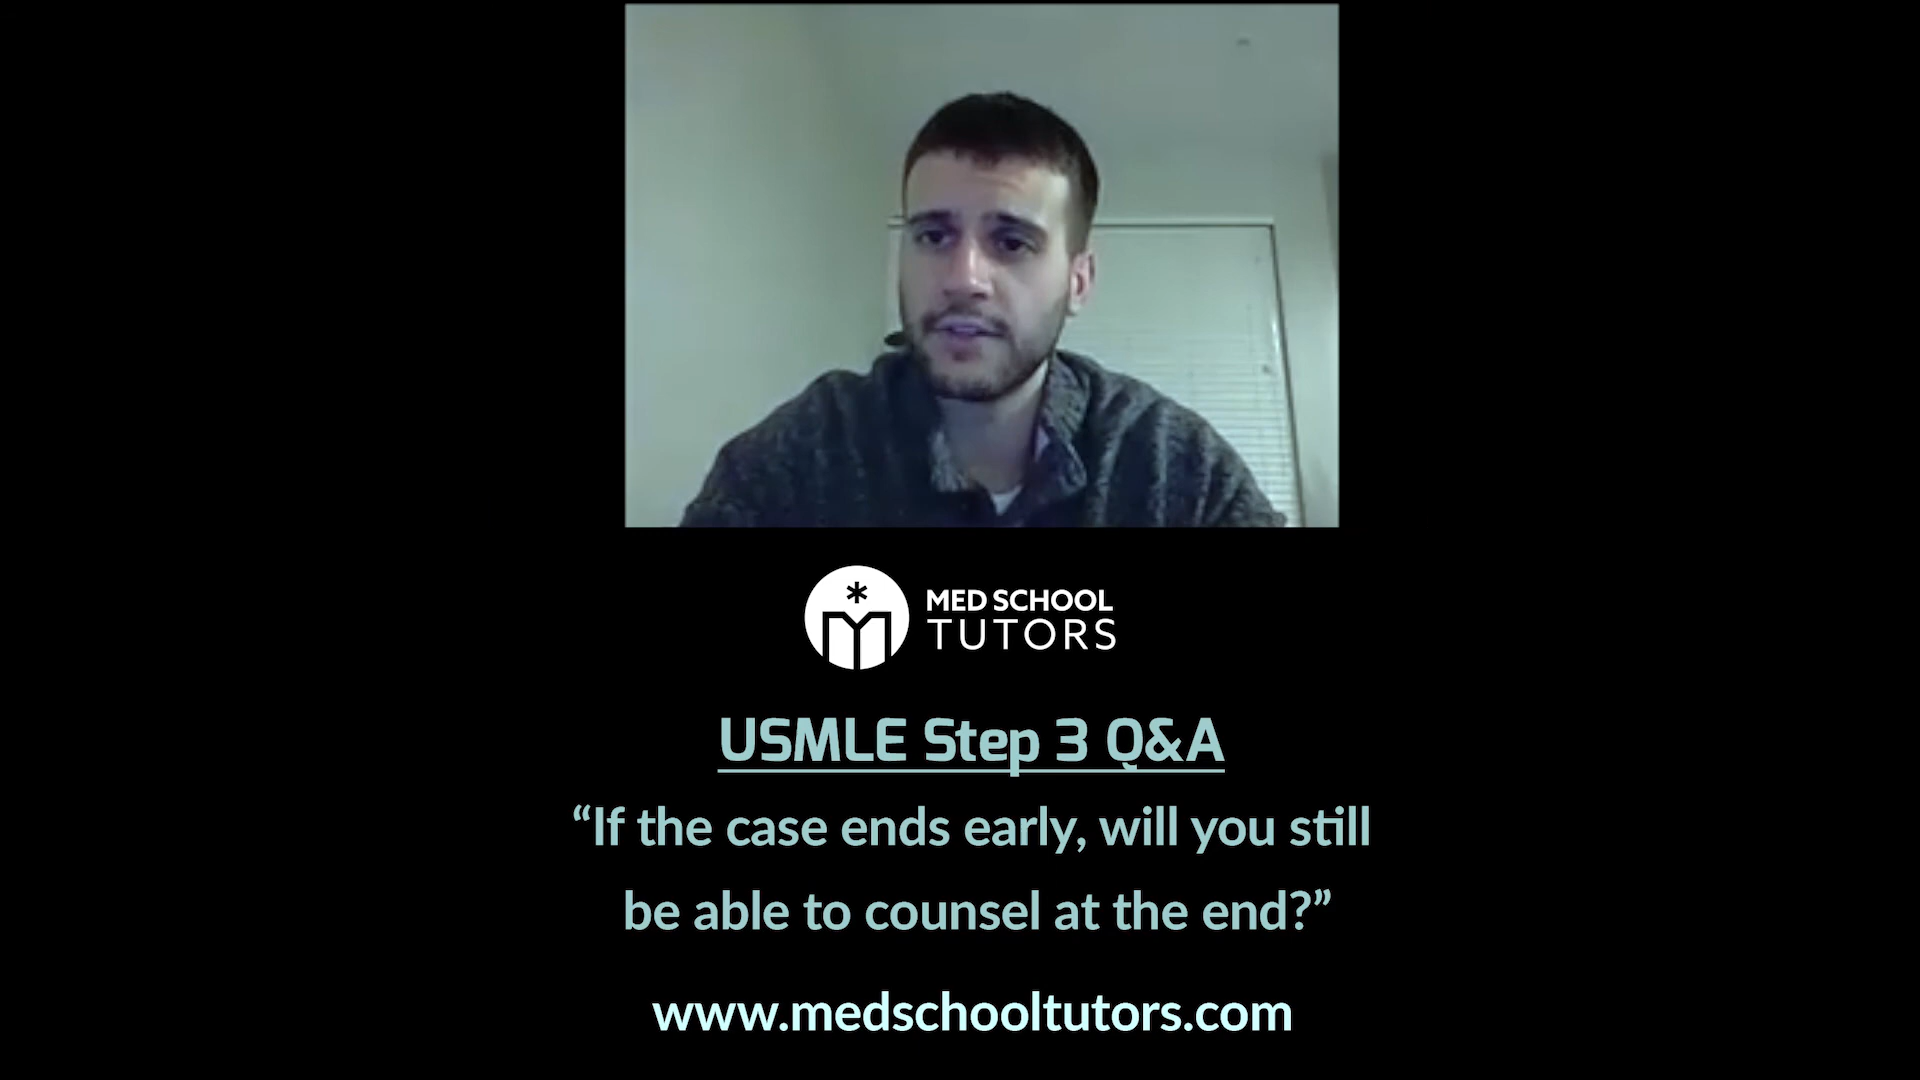 MED SCHOOL
TUTORS
USMLE Step 3 Q&A
“If the case ends early, will you still
be able to counsel at the end?”
www.medschooltutors.com